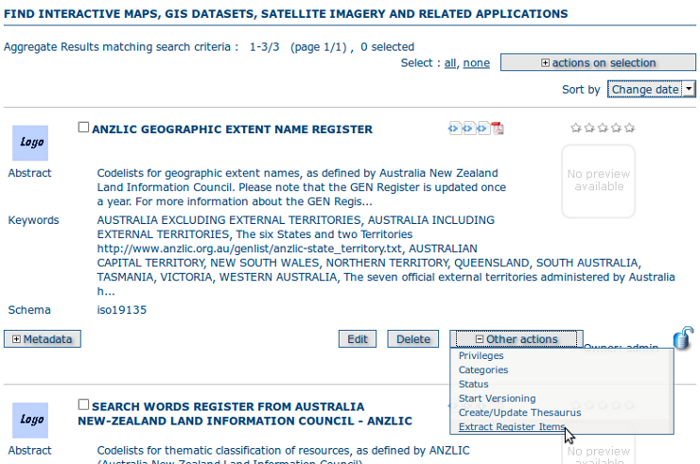 FIND INTERACTIVE MAPS, GIS DATASETS, SATELLITE IMAGERY AND RELATED APPLICATIONS
Aggregate Results matching search criteria : 1-3/3 (page 1/1) , 0 selected
Select : all, none
actions on selection
Sort by Change date
Logo
ANZLIC GEOGRAPHIC EXTENT NAME REGISTER
No preview
available
Abstract
Codelists for geographic extent names, as defined by Australia New Zealand
Land Information Council. Please note that the GEN Register is updated once
a year. For more information about the GEN Regis...
Keywords
AUSTRALIA EXCLUDING EXTERNAL TERRITORIES, AUSTRALIA INCLUDING
EXTERNAL TERRITORIES, The six States and two Territories
http://www.anzlic.org.au/genlist/anzlic-state_territory.txt, AUSTRALIAN
CAPITAL TERRITORY, NEW SOUTH WALES, NORTHERN TERRITORY, QUEENSLAND, SOUTH AUSTRALIA,
TASMANIA, VICTORIA, WESTERN AUSTRALIA, The seven official external territories administered by Australia
h...
Schema
iso19135
Metadata
Edit
Delete
Other actions
Owner: admin
Privileges
Categories
Status
Start Versioning
Create/Update Thesaurus
Extract Register Items
Logo
SEARCH WORDS REGISTER FROM AUSTRALIA
NEW-ZEALAND LAND INFORMATION COUNCIL - ANZLIC
No preview
Abstract
Codelists for thematic classification of resources, as defined by ANZLIC
(Australia New Zealand Land Information Council)